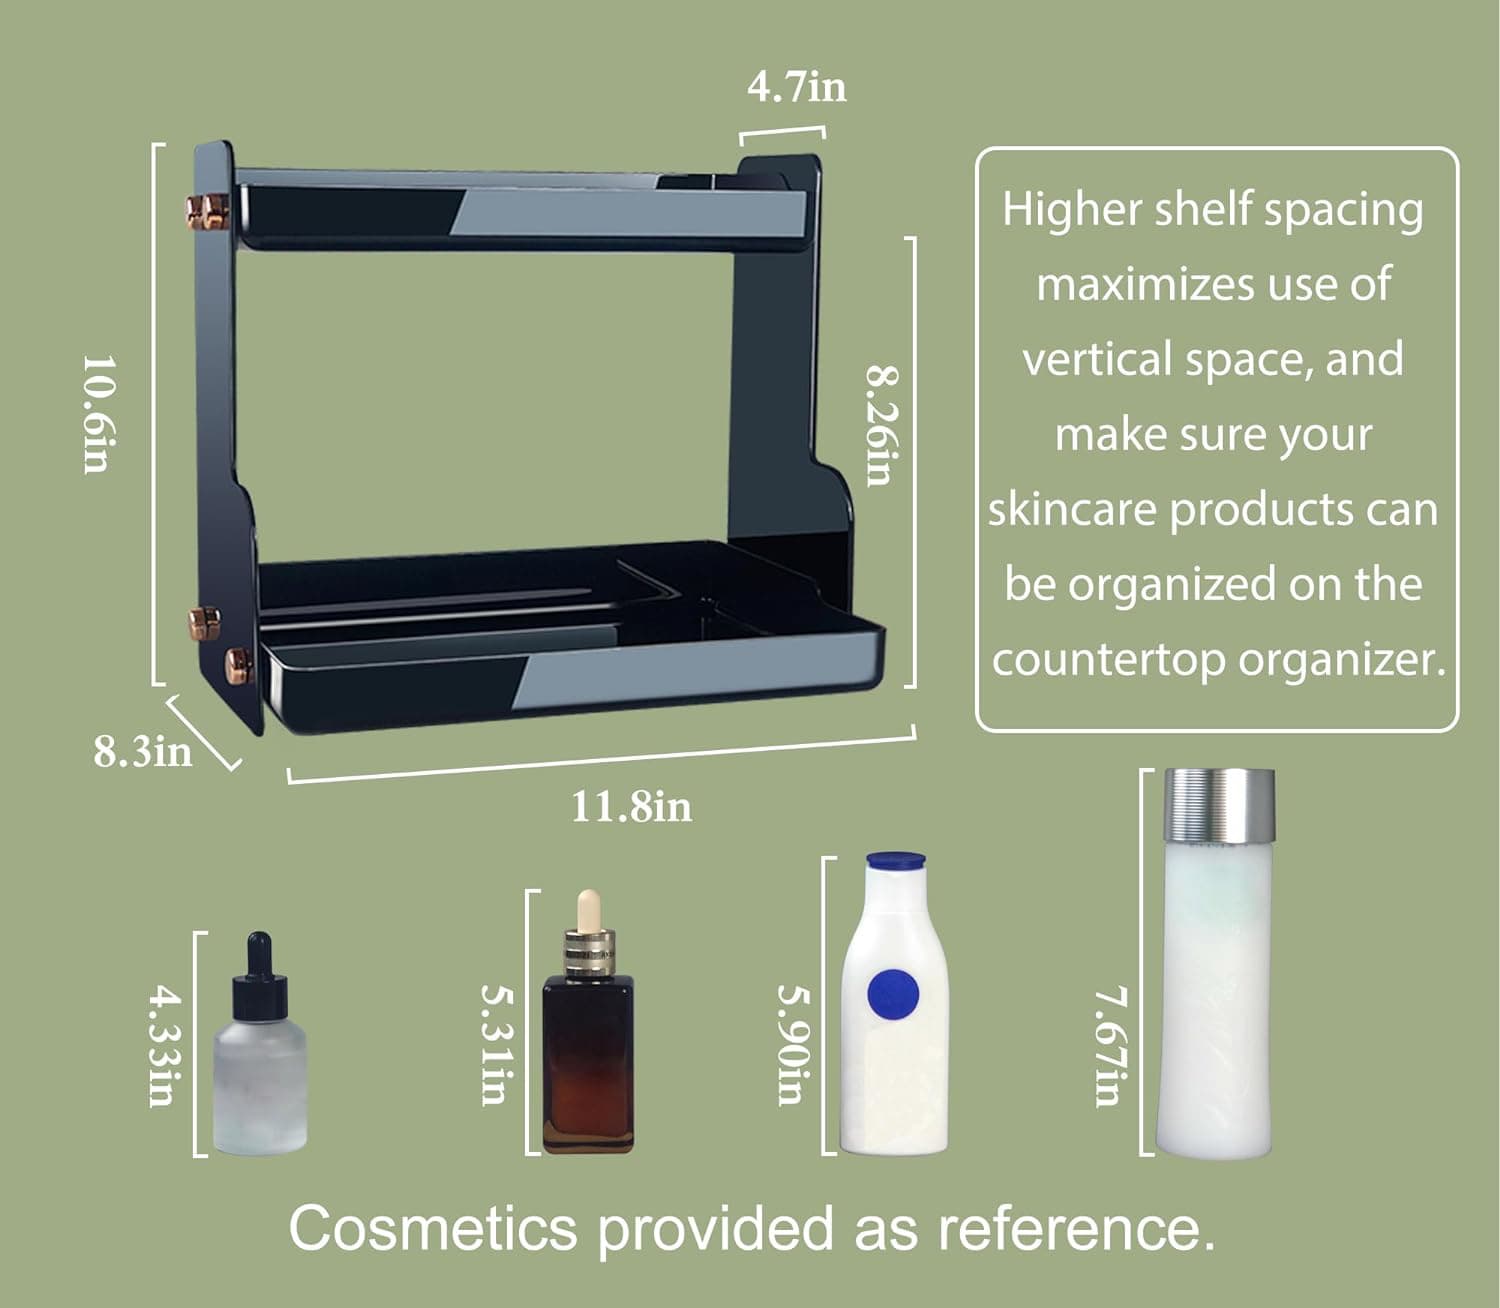 4.7in
Higher shelf spacing
maximizes use of
vertical space, and
make sure your
skincare products can
be organized on the
countertop organizer.
10.6in
8.26in
8.3in
11.8in
4.33in
5.31in
5.90in
7.67in
Cosmetics provided as reference.